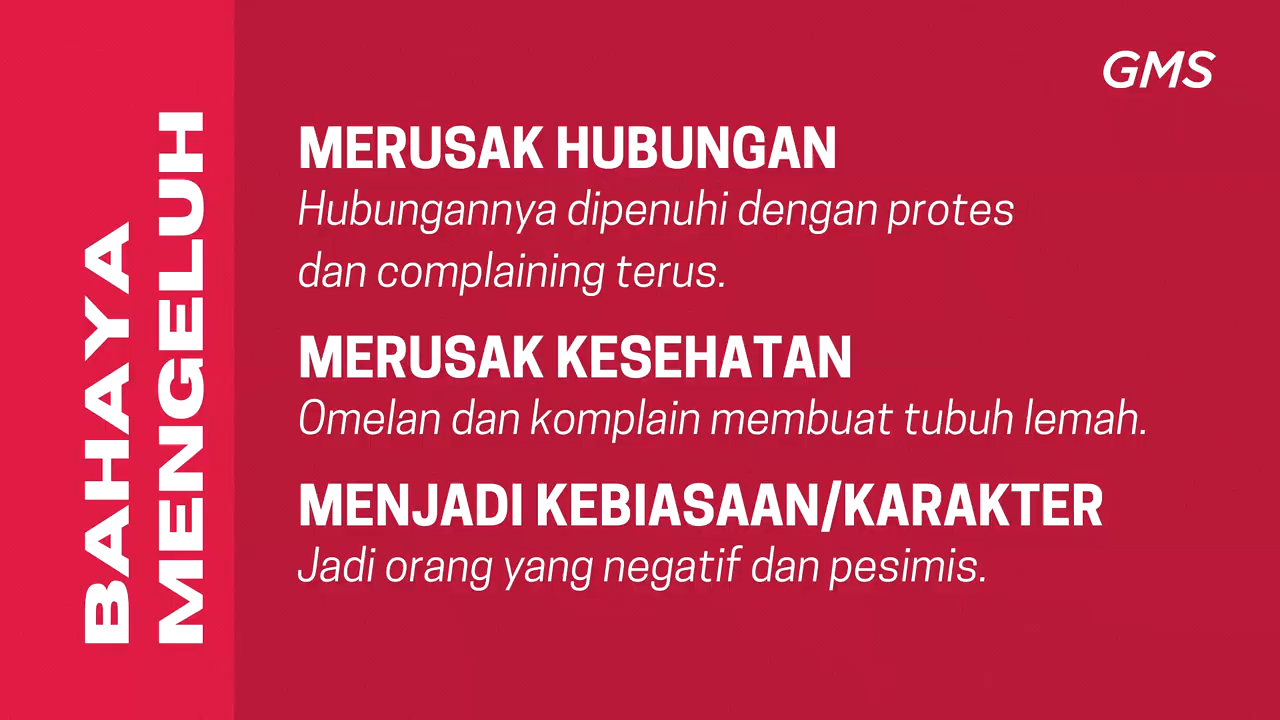 BAHAYA
MENGELUH
GMS
MERUSAK HUBUNGAN
Hubungannya dipenuhi dengan protes
dan complaining terus.
MERUSAK KESEHATAN
Omelan dan komplain membuat tubuh lemah.
MENJADI KEBIASAAN/KARAKTER
Jadi orang yang negatif dan pesimis.